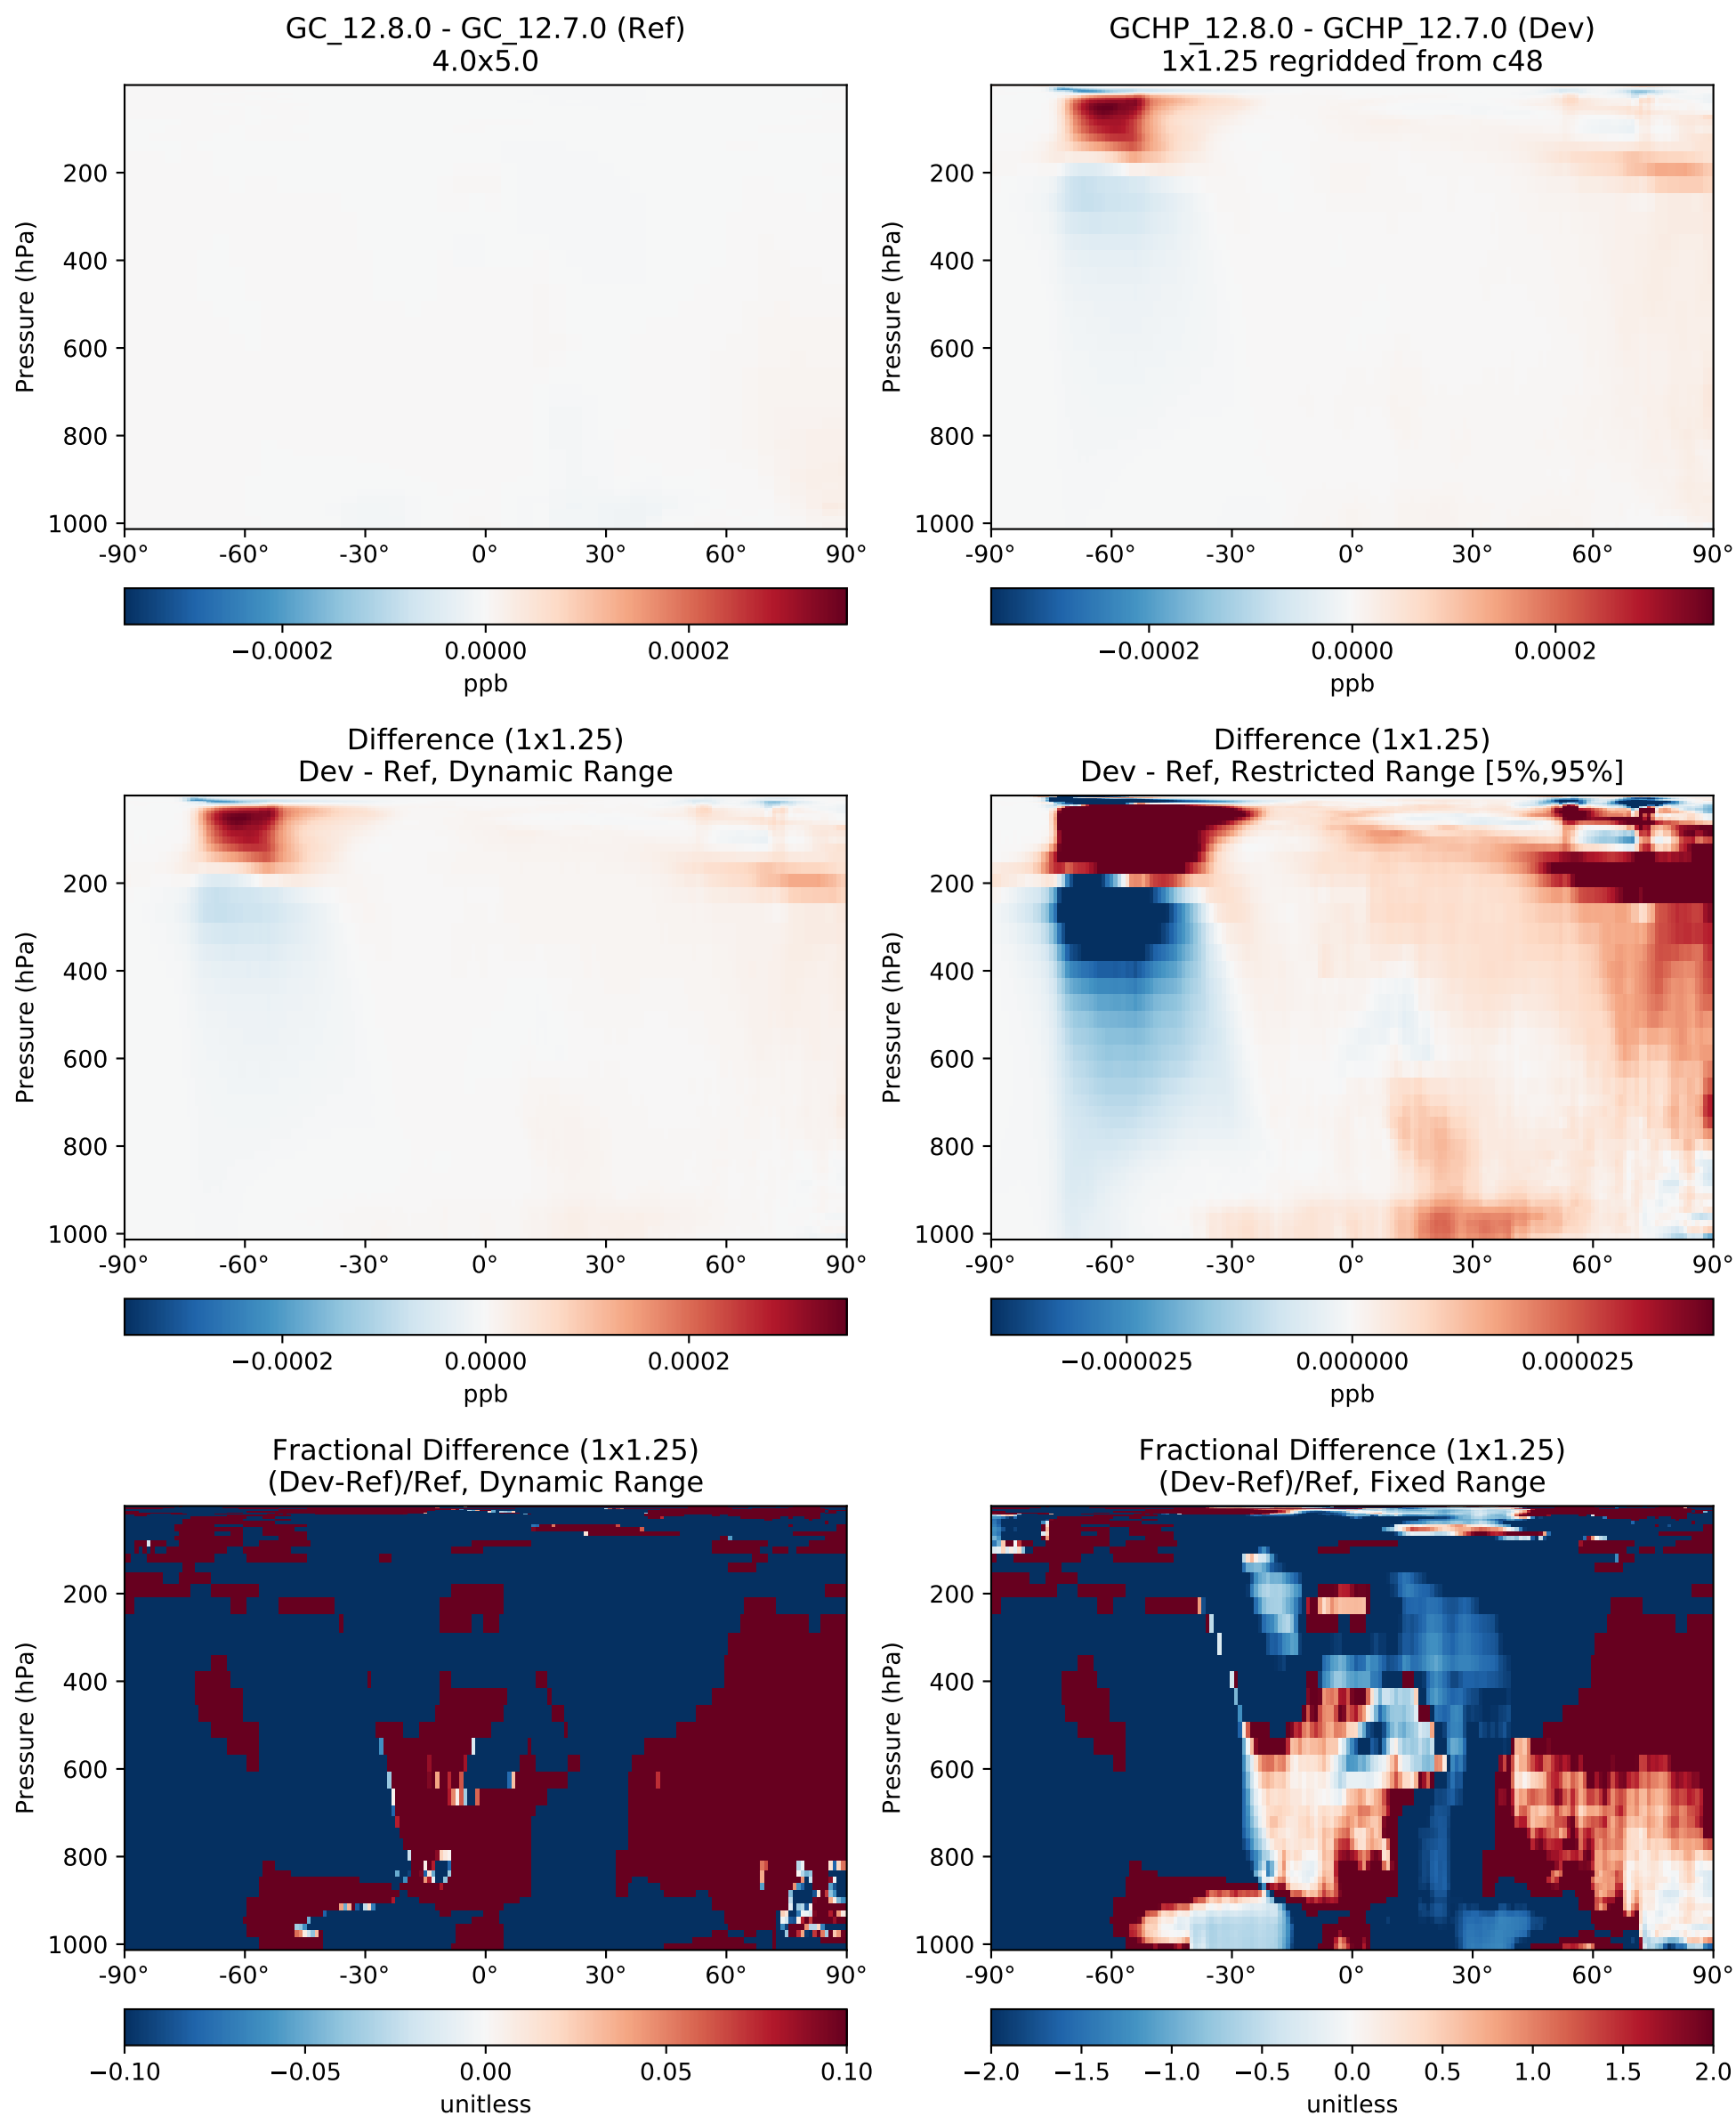 GC_12.8.0 - GC_12.7.0 (Ref)
4.0x5.0
Pressure (hPa)
200
400
600
800
1000
-90° -60° -30° 0° 30° 60° 90°
−0.0002 0.0000 0.0002
ppb
GCHP_12.8.0 - GCHP_12.7.0 (Dev)
1x1.25 regridded from c48
Pressure (hPa)
200
400
600
800
1000
-90° -60° -30° 0° 30° 60° 90°
−0.0002 0.0000 0.0002
ppb
Difference (1x1.25)
Dev - Ref, Dynamic Range
Pressure (hPa)
200
400
600
800
1000
-90° -60° -30° 0° 30° 60° 90°
−0.0002 0.0000 0.0002
ppb
Difference (1x1.25)
Dev - Ref, Restricted Range [5%,95%]
Pressure (hPa)
200
400
600
800
1000
-90° -60° -30° 0° 30° 60° 90°
−0.000025 0.000000 0.000025
ppb
Fractional Difference (1x1.25)
(Dev-Ref)/Ref, Dynamic Range
Pressure (hPa)
200
400
600
800
1000
-90° -60° -30° 0° 30° 60° 90°
−0.10 −0.05 0.00 0.05 0.10
unitless
Fractional Difference (1x1.25)
(Dev-Ref)/Ref, Fixed Range
Pressure (hPa)
200
400
600
800
1000
-90° -60° -30° 0° 30° 60° 90°
−2.0 −1.5 −1.0 −0.5 0.0 0.5 1.0 1.5 2.0
unitless